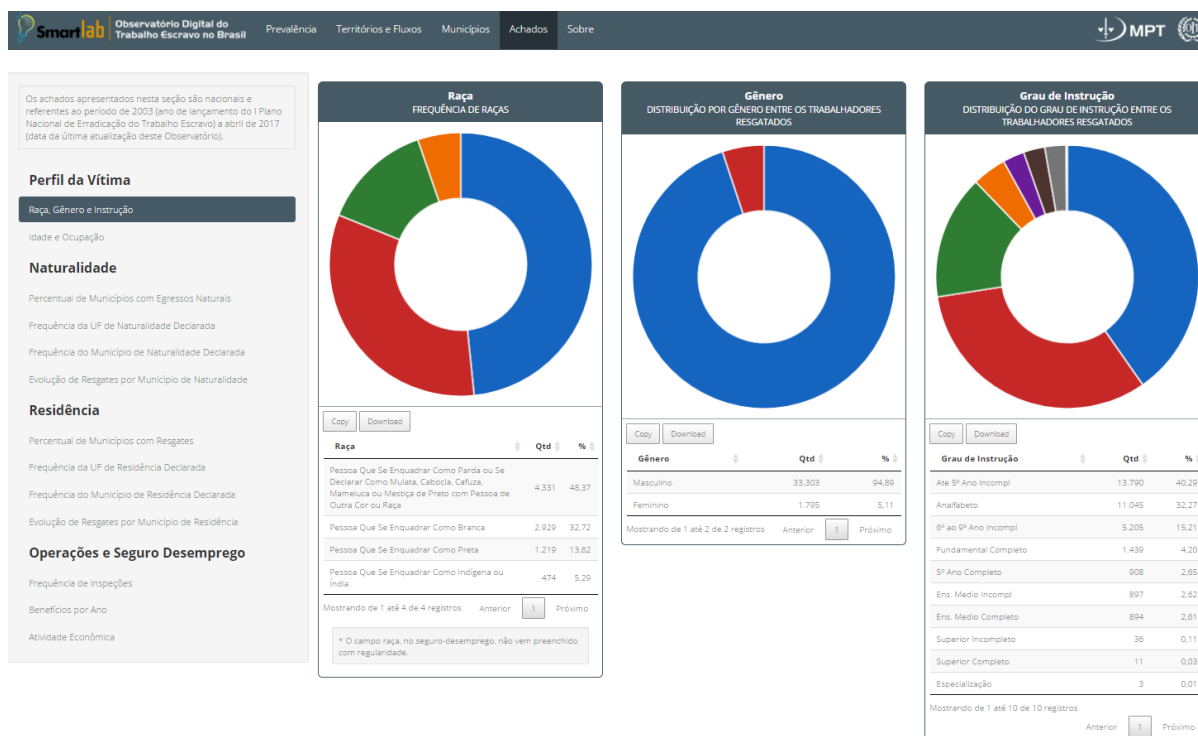 Smartlab
Observatório Digital do
Trabalho Escravo no Brasil
Prevalência
Territórios e Fluxos
Municípios
Achados
Sobre
MPT
Os achados apresentados nesta seção são nacionais e
referentes ao período de 2003 (ano de lançamento do I Plano
Nacional de Erradicação do Trabalho Escravo) a abril de 2017
(data da última atualização deste Observatório).
Perfil da Vítima
Raça, Gênero e Instrução
Idade e Ocupação
Naturalidade
Percentual de Municípios com Egressos Naturais
Frequência da UF de Naturalidade Declarada
Frequência do Município de Naturalidade Declarada
Evolução de Resgates por Município de Naturalidade
Residência
Percentual de Municípios com Resgates
Frequência da UF de Residência Declarada
Frequência do Município de Residência Declarada
Evolução de Resgates por Município de Residência
Operações e Seguro Desemprego
Frequência de Inspeções
Benefícios por Ano
Atividade Econômica
Raça
FREQUÊNCIA DE RAÇAS
Copy Download
Raça Qtd %
Pessoa Que Se Enquadrar Como Parda ou Se
Declarar Como Mulata, Cabocla, Cafuza,
Mameluca ou Mestiça de Preto com Pessoa de
Outra Cor ou Raça
4.331 48,37
Pessoa Que Se Enquadrar Como Branca 2.929 32,72
Pessoa Que Se Enquadrar Como Preta 1.219 13,62
Pessoa Que Se Enquadrar Como Indígena ou
Índia
474 5,29
Mostrando de 1 até 4 de 4 registros Anterior 1 Próximo
* O campo raça, no seguro-desemprego, não vem preenchido
com regularidade.
Gênero
DISTRIBUIÇÃO POR GÊNERO ENTRE OS TRABALHADORES
RESGATADOS
Copy Download
Gênero Qtd %
Masculino 33.303 94,89
Feminino 1.795 5,11
Mostrando de 1 até 2 de 2 registros Anterior 1 Próximo
Grau de Instrução
DISTRIBUIÇÃO DO GRAU DE INSTRUÇÃO ENTRE OS
TRABALHADORES RESGATADOS
Copy Download
Grau de Instrução Qtd %
Ate 5º Ano Incompl 13.790 40,29
Analfabeto 11.045 32,27
6º ao 9º Ano Incompl 5.205 15,21
Fundamental Completo 1.439 4,20
5º Ano Completo 908 2,65
Ens. Medio Incompl 897 2,62
Ens. Medio Completo 894 2,61
Superior Incompleto 36 0,11
Superior Completo 11 0,03
Especialização 3 0,01
Mostrando de 1 até 10 de 10 registros
Anterior 1 Próximo